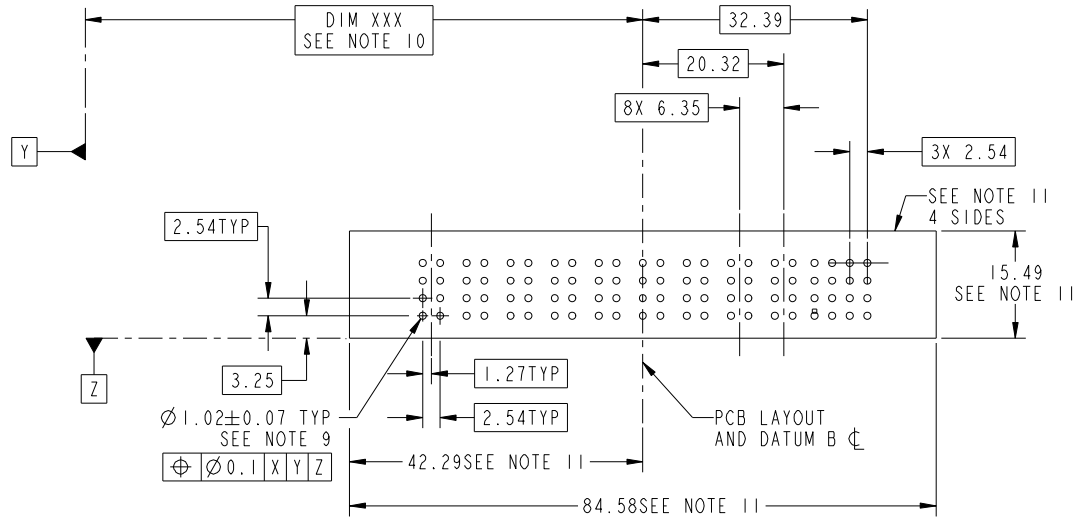 DIM XXX
SEE NOTE 10
32.39
20.32
8X 6.35
Y
3X 2.54
SEE NOTE 11
4 SIDES
2.54TYP
15.49
SEE NOTE 11
Z
3.25
1.27TYP
Ø1.02±0.07 TYP
SEE NOTE 9
2.54TYP
PCB LAYOUT
AND DATUM B ℄
⌖ Ø0.1 X Y Z
42.29SEE NOTE 11
84.58SEE NOTE 11